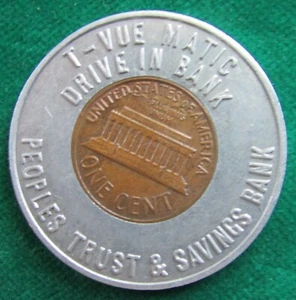 T-VUE MATIC
DRIVE IN BANK
UNITED STATES OF AMERICA
ONE CENT
PEOPLES TRUST & SAVINGS BANK